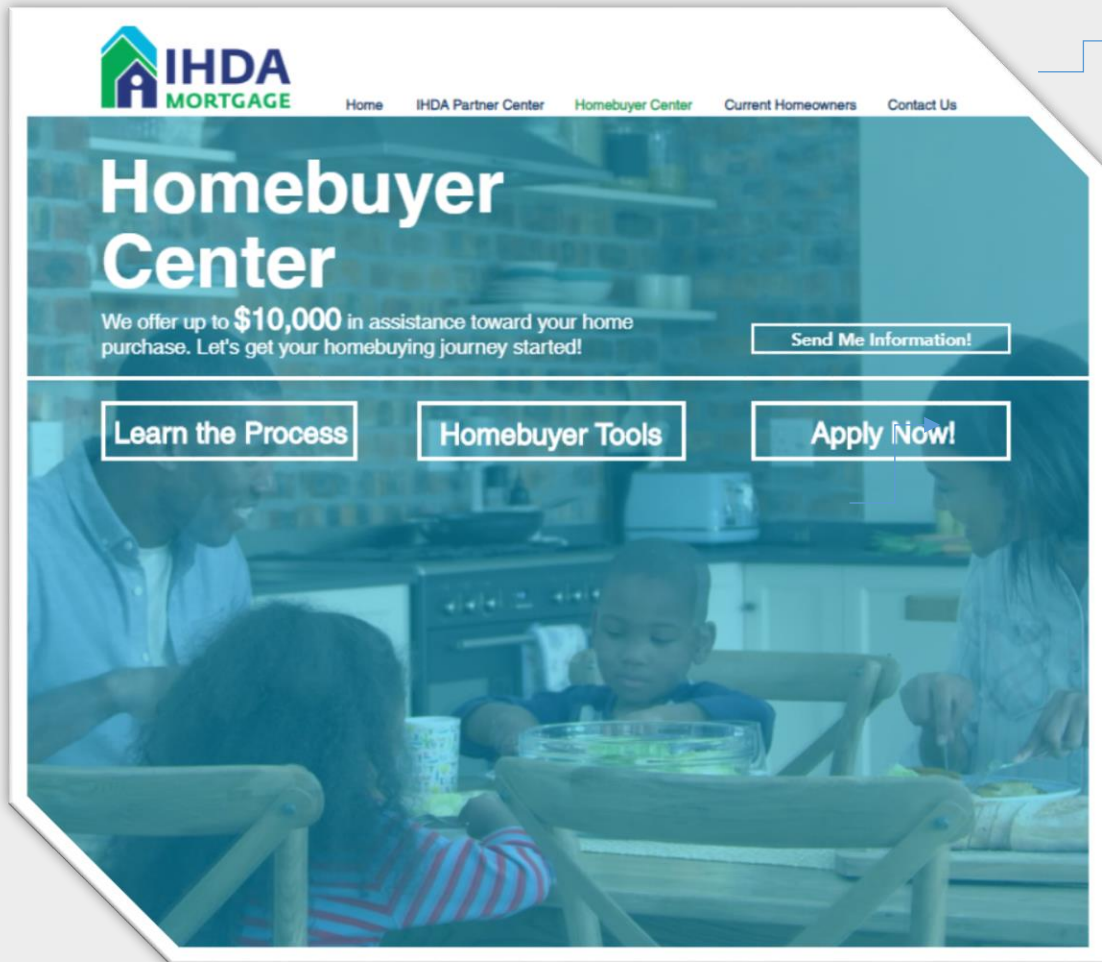 IHDA
MORTGAGE
Home IHDA Partner Center Homebuyer Center Current Homeowners Contact Us
Homebuyer
Center
We offer up to $10,000 in assistance toward your home
purchase. Let's get your homebuying journey started!
Send Me Information!
Learn the Process Homebuyer Tools Apply Now!